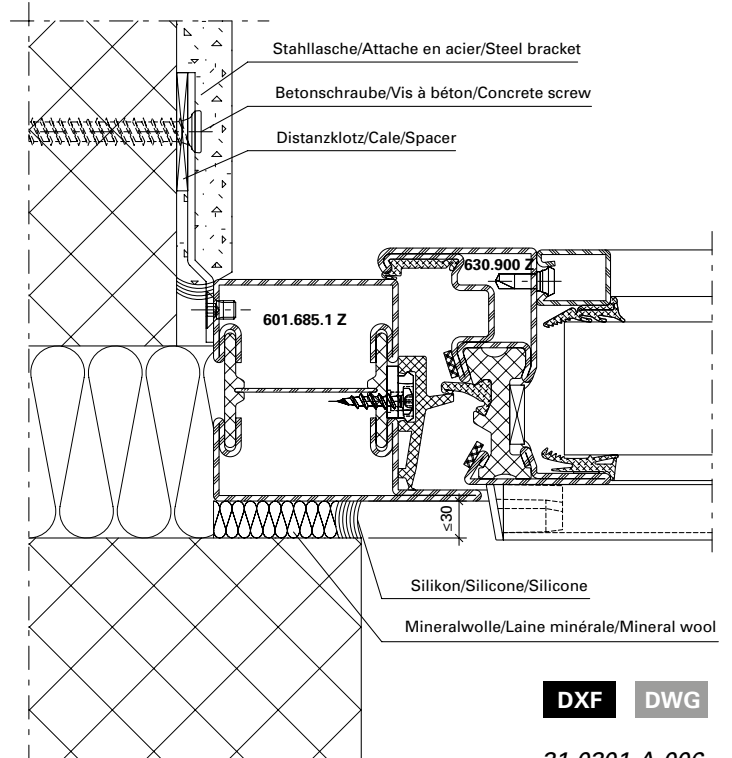 Stahllasche/Attache en acier/Steel bracket
Betonschraube/Vis à béton/Concrete screw
Distanzklotz/Cale/Spacer
630.900 Z
601.685.1 Z
≤30
Silikon/Silicone/Silicone
Mineralwolle/Laine minérale/Mineral wool
DXF DWG